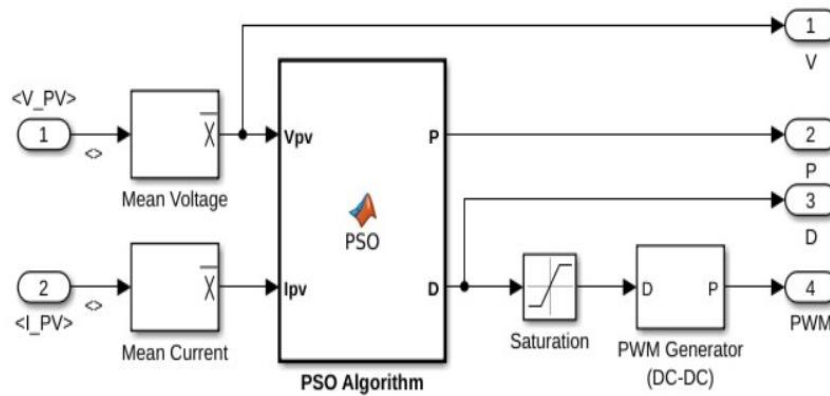 1
V
<V_PV>
1
<>
X
Mean Voltage
Vpv
P
2
P
PSO
3
D
2
<>
<I_PV>
X
Mean Current
Ipv
D
Saturation
D
P
PWM Generator
(DC-DC)
4
PWM
PSO Algorithm